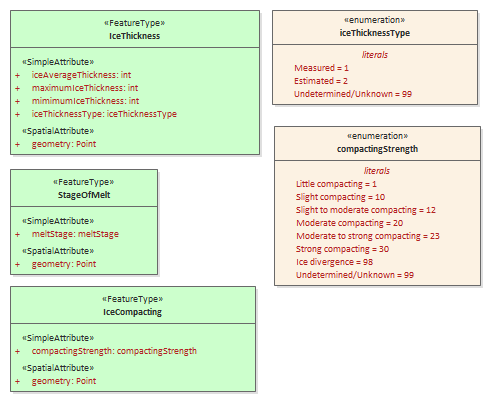 «FeatureType»
IceThickness
«SimpleAttribute»
+ iceAverageThickness: int
+ maximumIceThickness: int
+ mimimumIceThickness: int
+ iceThicknessType: iceThicknessType
«SpatialAttribute»
+ geometry: Point
«enumeration»
iceThicknessType
literals
Measured = 1
Estimated = 2
Undetermined/Unknown = 99
«enumeration»
compactingStrength
literals
Little compacting = 1
Slight compacting = 10
Slight to moderate compacting = 12
Moderate compacting = 20
Moderate to strong compacting = 23
Strong compacting = 30
Ice divergence = 98
Undetermined/Unknown = 99
«FeatureType»
StageOfMelt
«SimpleAttribute»
+ meltStage: meltStage
«SpatialAttribute»
+ geometry: Point
«FeatureType»
IceCompacting
«SimpleAttribute»
+ compactingStrength: compactingStrength
«SpatialAttribute»
+ geometry: Point